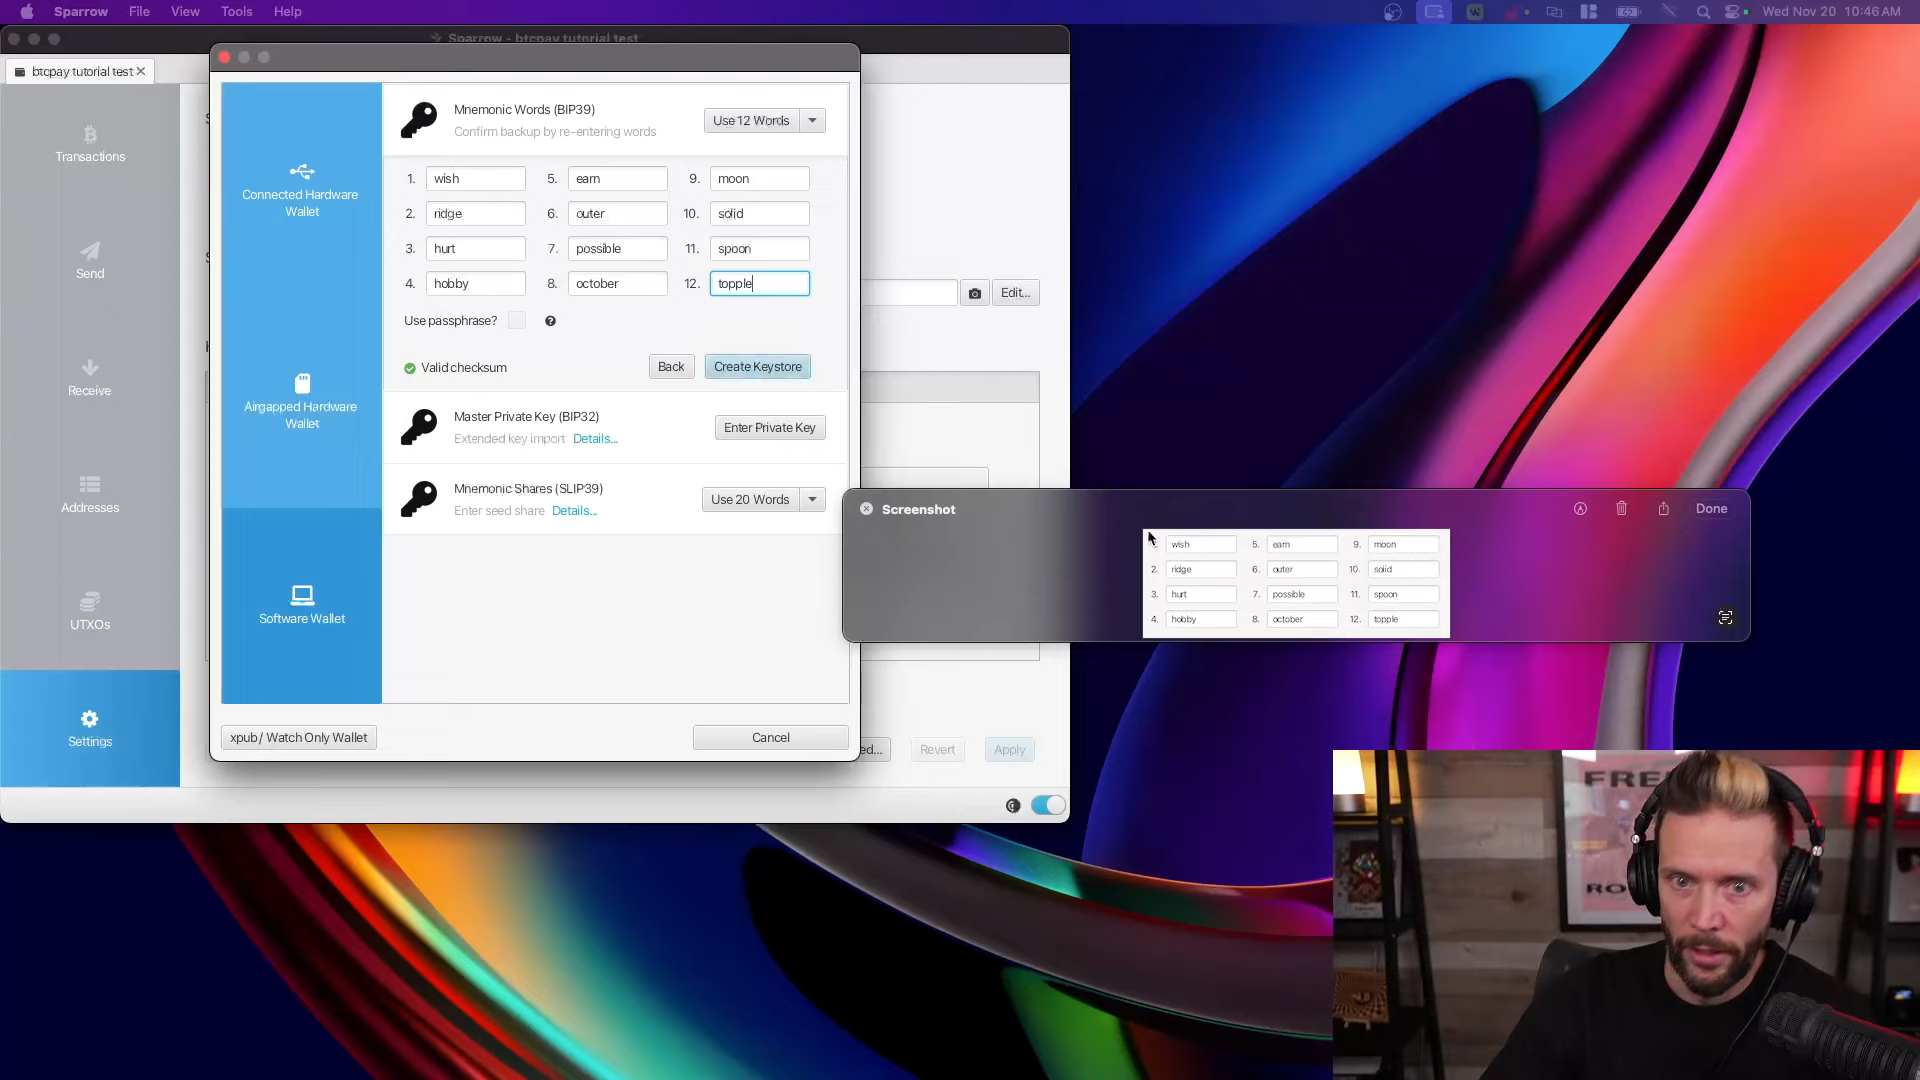 Sparrow File View Tools Help
Wed Nov 20 10:46 AM
Sparrow - btcpay tutorial test
btcpay tutorial test
Transactions
Send
Receive
Addresses
UTXOs
Settings
Connected Hardware
Wallet
Airgapped Hardware
Wallet
Software Wallet
Mnemonic Words (BIP39)
Confirm backup by re-entering words
Use 12 Words
1. wish 5. earn 9. moon
2. ridge 6. outer 10. solid
3. hurt 7. possible 11. spoon
4. hobby 8. october 12. topple
Use passphrase?
Valid checksum
Back
Create Keystore
Master Private Key (BIP32)
Extended key import Details...
Enter Private Key
Mnemonic Shares (SLIP39)
Enter seed share Details...
Use 20 Words
xpub / Watch Only Wallet
Cancel
Edit...
ed...
Revert
Apply
Screenshot
Done
wish 5. earn 9. moon
2. ridge 6. outer 10. solid
3. hurt 7. possible 11. spoon
4. hobby 8. october 12. topple
FRE
RO